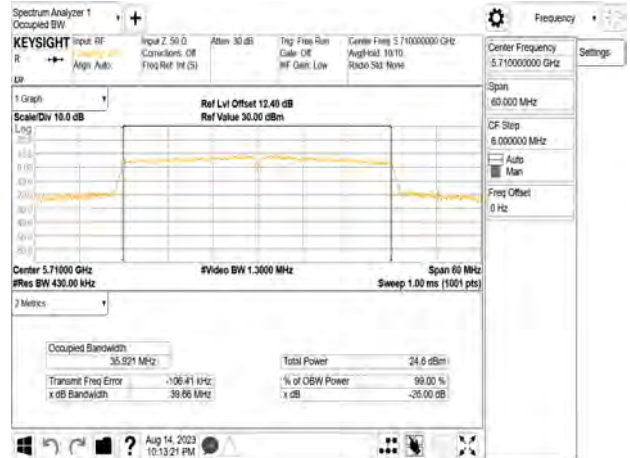 Spectrum Analyzer 1
Occupied BW
Frequency
KEYSIGHT
Input: RF
Align: Auto
Input Z: 50 Ω
Corrections: Off
Freq Ref: Int (S)
Atten: 30 dB
Trig: Free Run
Gate: Off
#IF Gain: Low
Center Freq: 5.710000000 GHz
Avg|Hold: 10/10
Radio Std: None
R
1 Graph
Scale/Div 10.0 dB
Ref Lvl Offset 12.40 dB
Ref Value 30.00 dBm
Log
Center 5.71000 GHz
#Video BW 1.3000 MHz
Span 60 MHz
#Res BW 430.00 kHz
Sweep 1.00 ms (1001 pts)
2 Metrics
Occupied Bandwidth
35.921 MHz
Total Power
24.6 dBm
Transmit Freq Error
-106.41 kHz
% of OBW Power
99.00 %
x dB Bandwidth
39.66 MHz
x dB
-26.00 dB
Aug 14, 2023
10:13:21 PM
Center Frequency
5.710000000 GHz
Settings
Span
60.000 MHz
CF Step
6.000000 MHz
Auto
Man
Freq Offset
0 Hz